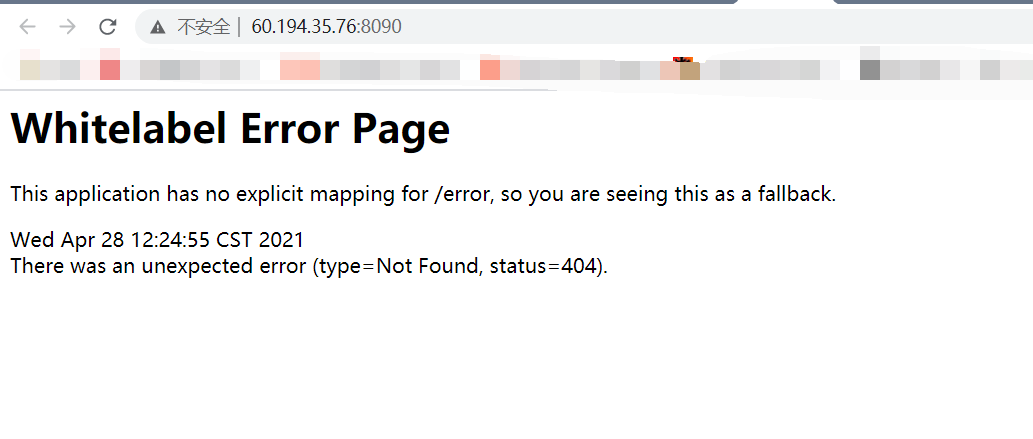 不安全 | 60.194.35.76:8090
Whitelabel Error Page
This application has no explicit mapping for /error, so you are seeing this as a fallback.
Wed Apr 28 12:24:55 CST 2021
There was an unexpected error (type=Not Found, status=404).